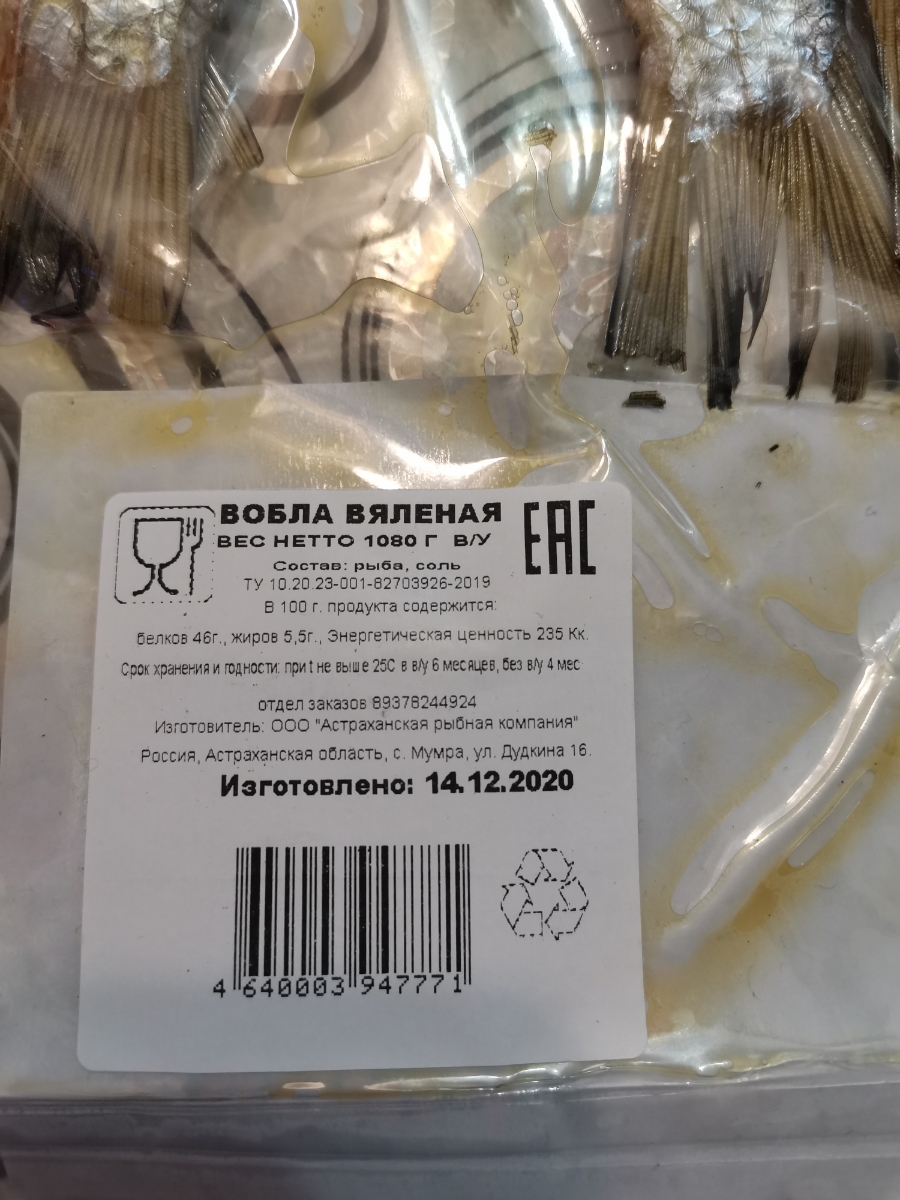 ВОБЛА ВЯЛЕНАЯ
ВЕС НЕТТО 1080 Г В/У
EAC
Состав: рыба, соль
ТУ 10.20.23-001-62703926-2019
В 100 г. продукта содержится:
белков 46г., жиров 5,5г., Энергетическая ценность 235 Кк.
Срок хранения и годности: при t не выше 25С в в/у 6 месяцев, без в/у 4 мес
отдел заказов 89378244924
Изготовитель: ООО "Астраханская рыбная компания"
Россия, Астраханская область, с. Мумра, ул. Дудкина 16.
Изготовлено: 14.12.2020
4 640003 947771